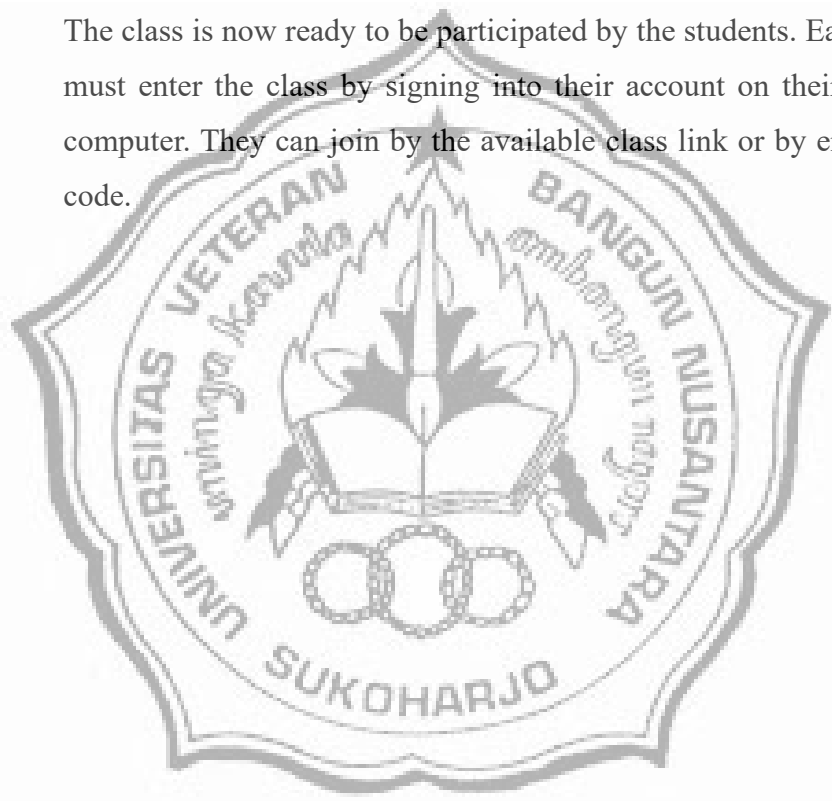 The class is now ready to be participated by the students.
must enter the class by signing into their account on their
computer. They can join by the available class link or by
code.
UNIVERSITAS VETERAN BANGUN NUSANTARA
SUKOHARJO